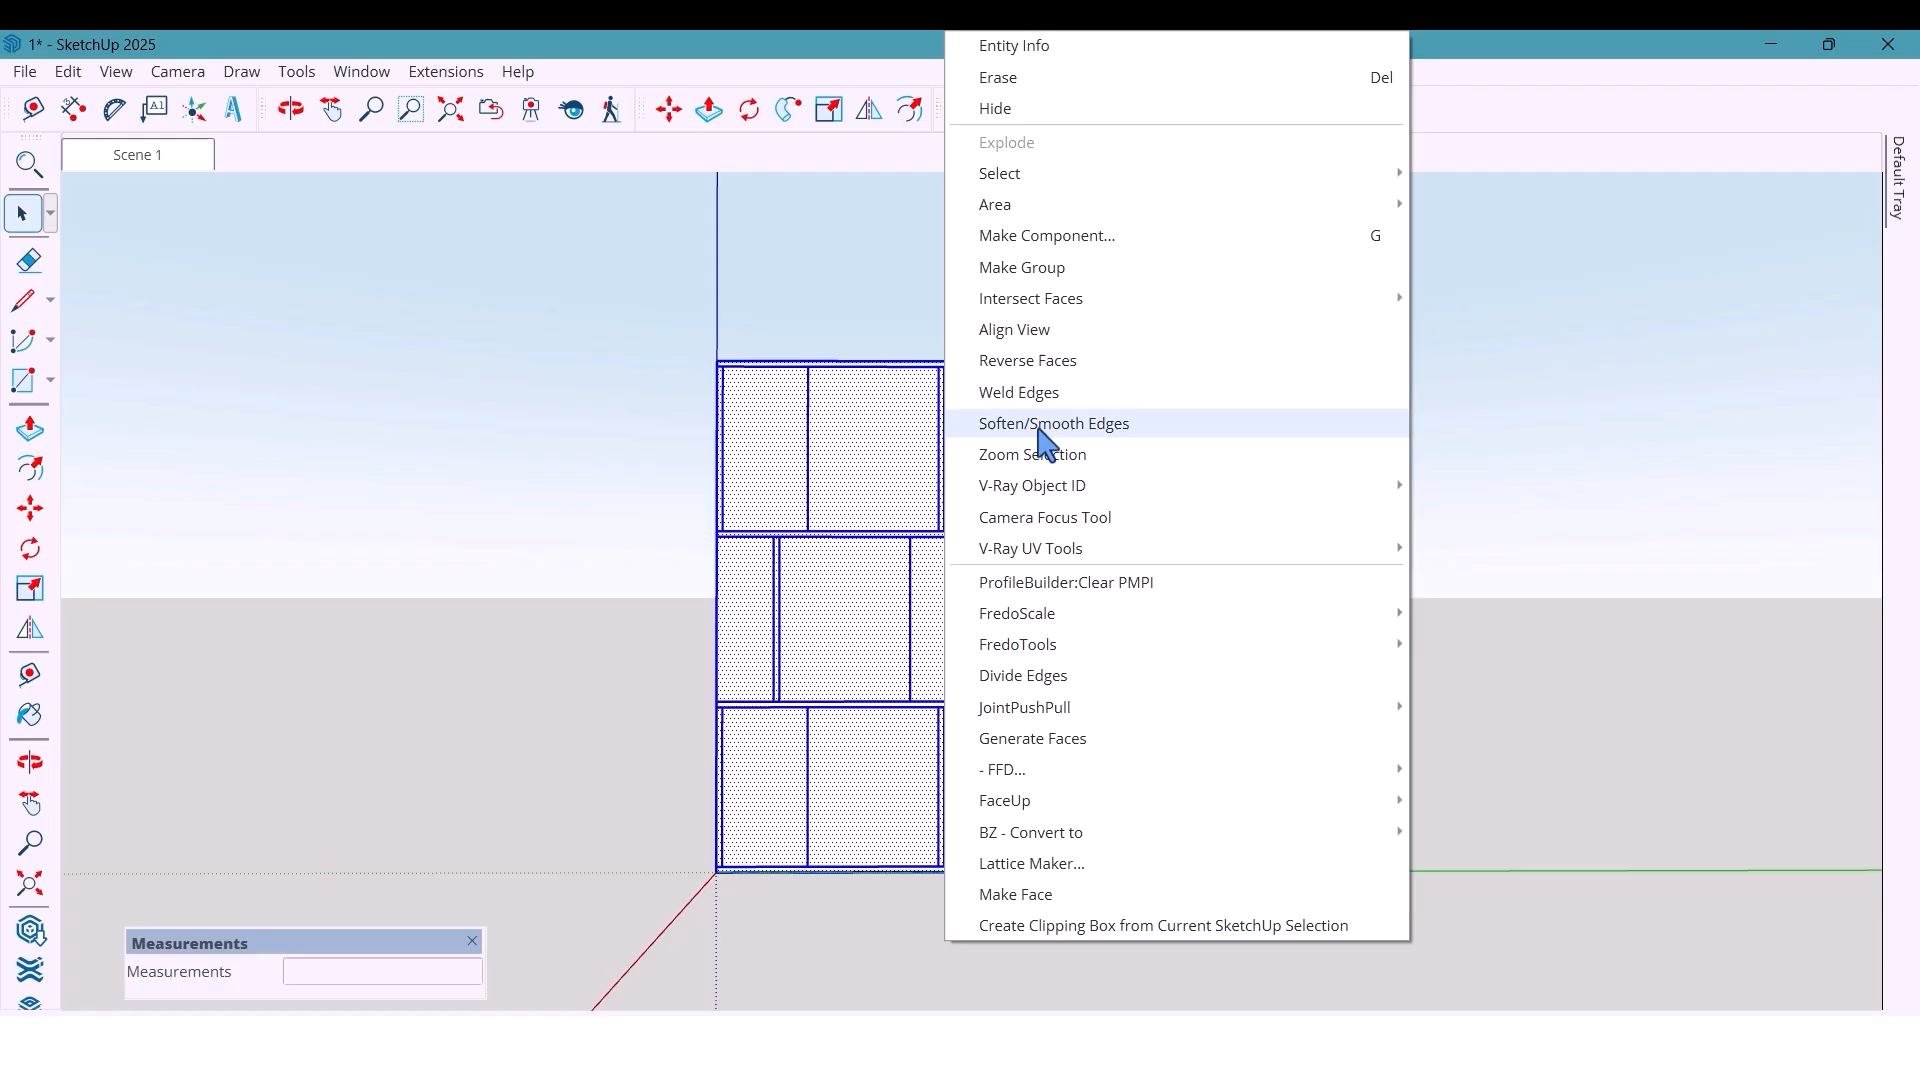 1* - SketchUp 2025
File Edit View Camera Draw Tools Window Extensions Help
A1
Scene 1
Default Tray
Entity Info
Erase Del
Hide
Explode
Select
Area
Make Component... G
Make Group
Intersect Faces
Align View
Reverse Faces
Weld Edges
Soften/Smooth Edges
Zoom Selection
V-Ray Object ID
Camera Focus Tool
V-Ray UV Tools
ProfileBuilder:Clear PMPI
FredoScale
FredoTools
Divide Edges
JointPushPull
Generate Faces
- FFD...
FaceUp
BZ - Convert to
Lattice Maker...
Make Face
Create Clipping Box from Current SketchUp Selection
Measurements
Measurements